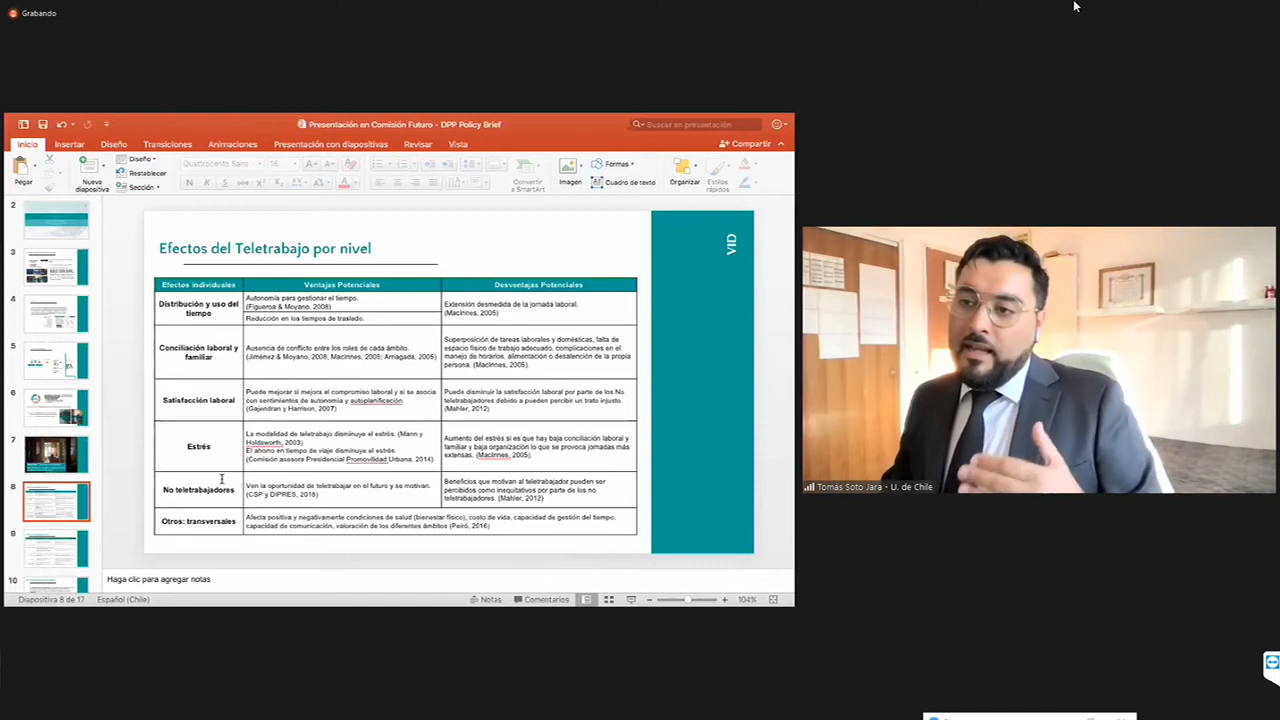 Grabando
Presentación en Comisión Futuro - DPP Policy Brief
Buscar en presentación
Inicio
Insertar
Diseño
Transiciones
Animaciones
Presentación con diapositivas
Revisar
Vista
Compartir
Pegar
Nueva
diapositiva
Diseño
Restablecer
Sección
Quattrocento Sans
16
N K S abc X² X₂
Convertir
a SmartArt
Imagen
Formas
Cuadro de texto
Organizar
Estilos
rápidos
2
3
4
5
6
7
8
9
10
Efectos del Teletrabajo por nivel
VID
Efectos individuales
Ventajas Potenciales
Desventajas Potenciales
Distribución y uso del
tiempo
Autonomía para gestionar el tiempo.
(Figueroa & Moyano, 2008)
Reducción en los tiempos de traslado.
Extensión desmedida de la jornada laboral.
(MacInnes, 2005)
Conciliación laboral y
familiar
Ausencia de conflicto entre los roles de cada ámbito.
(Jiménez & Moyano, 2008; MacInnes, 2005; Arriagada, 2005)
Superposición de tareas laborales y domésticas, falta de
espacio físico de trabajo adecuado, complicaciones en el
manejo de horarios, alimentación o desatención de la propia
persona. (MacInnes, 2005).
Satisfacción laboral
Puede mejorar si mejora el compromiso laboral y si se asocia
con sentimientos de autonomía y autoplanificación.
(Gajendran y Harrison, 2007)
Puede disminuir la satisfacción laboral por parte de los No
teletrabajadores debido a pueden percibir un trato injusto.
(Mahler, 2012)
Estrés
La modalidad de teletrabajo disminuye el estrés. (Mann y
Holdsworth, 2003)
El ahorro en tiempo de viaje disminuye el estrés.
(Comisión asesora Presidencial Promovilidad Urbana, 2014).
Aumento del estrés si es que hay baja conciliación laboral y
familiar y baja organización lo que se provoca jornadas más
extensas. (MacInnes, 2005).
No teletrabajadores
Ven la oportunidad de teletrabajar en el futuro y se motivan.
(CSP y DIPRES, 2018)
Beneficios que motivan al teletrabajador pueden ser
percibidos como inequitativos por parte de los no
teletrabajadores. (Mahler, 2012)
Otros: transversales
Afecta positiva y negativamente condiciones de salud (bienestar físico), costo de vida, capacidad de gestión del tiempo,
capacidad de comunicación, valoración de los diferentes ámbitos (Peiró, 2016)
Haga clic para agregar notas
Diapositiva 8 de 17
Español (Chile)
Notas
Comentarios
104%
Tomás Soto Jara - U. de Chile